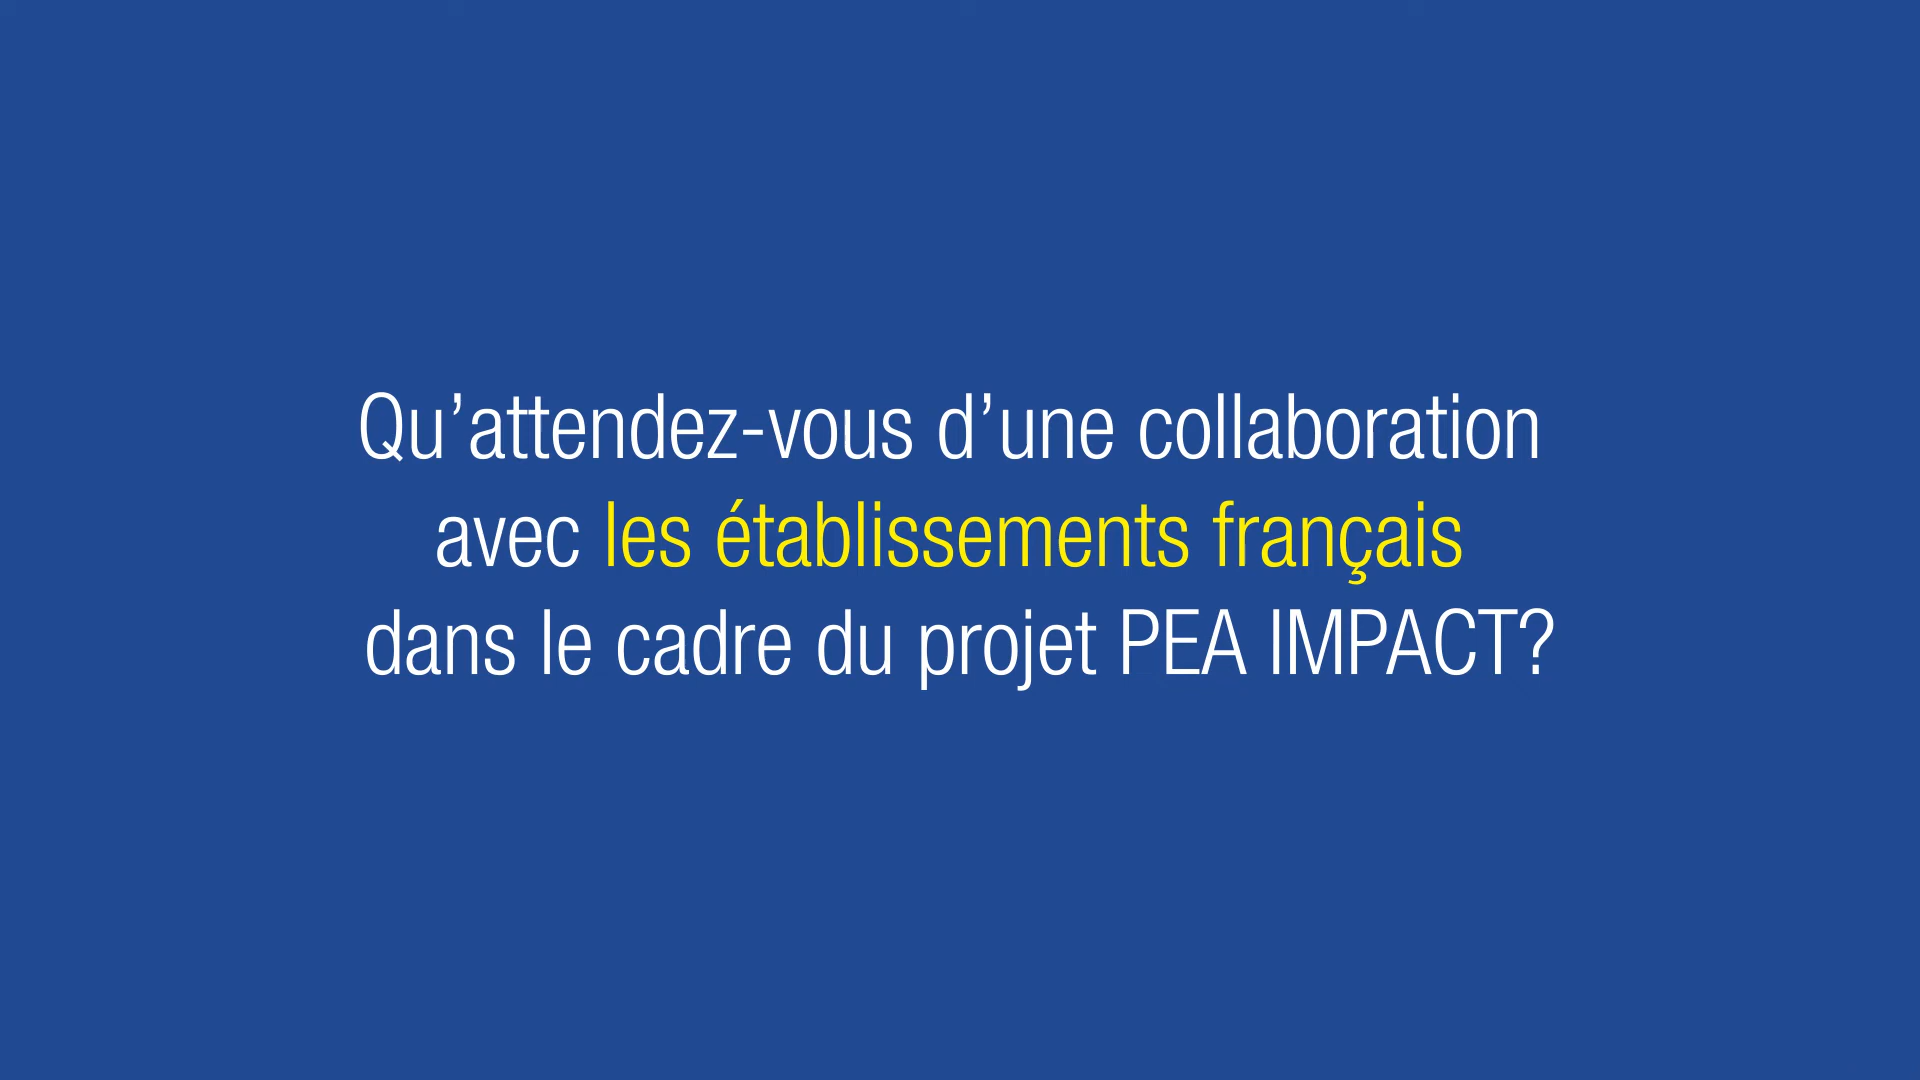 Qu’attendez-vous d’une collaboration
avec les établissements français
dans le cadre du projet PEA IMPACT?